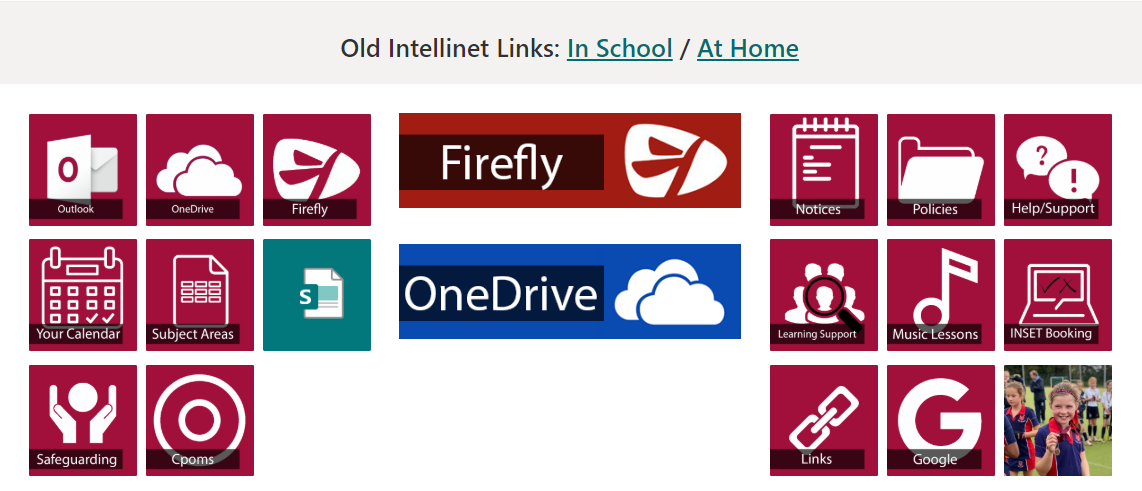 Old Intellinet Links: In School / At Home
Outlook
OneDrive
Firefly
Firefly
Notices
Policies
Help/Support
Your Calendar
Subject Areas
S
OneDrive
Learning Support
Music Lessons
INSET Booking
Safeguarding
Cpoms
Links
Google